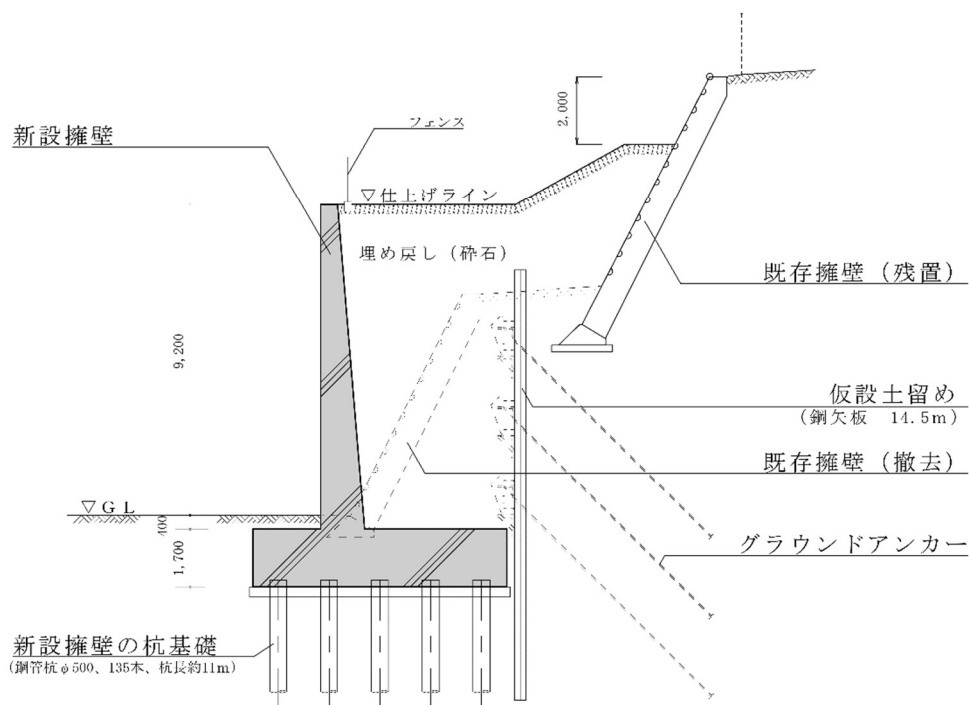 フェンス
2,000
新設擁壁
▽仕上げライン
埋め戻し（砕石）
既存擁壁（残置）
9,200
仮設土留め
（鋼矢板 14.5m）
既存擁壁（撤去）
▽GL
400
1,700
グラウンドアンカー
新設擁壁の杭基礎
（鋼管杭φ500、135本、杭長約11m）